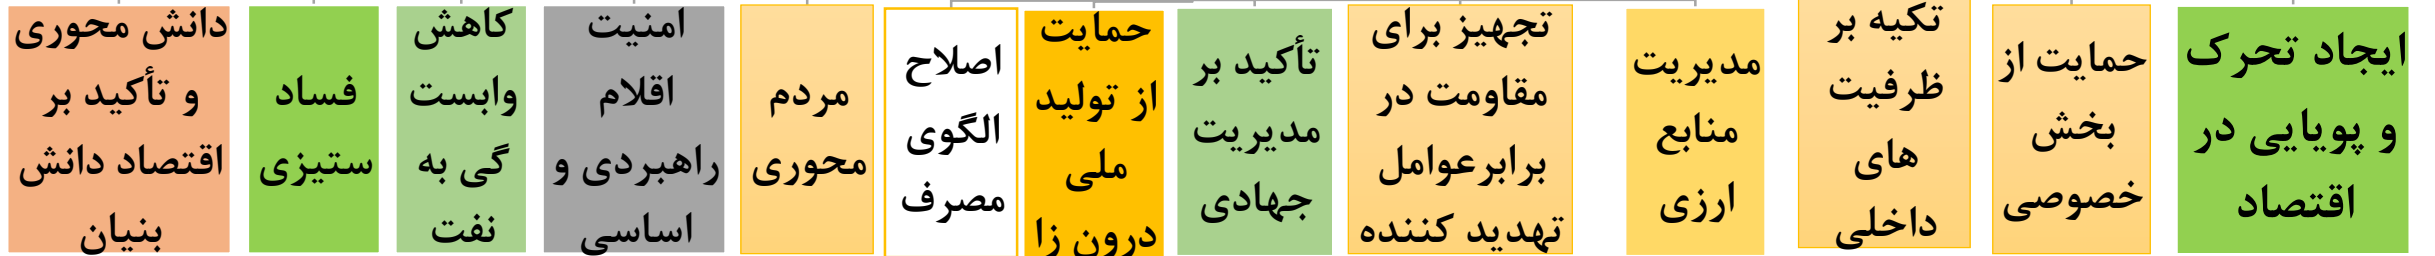 ایجاد تحرک
و پویایی در
اقتصاد
حمایت از
بخش
خصوصی
تکیه بر
ظرفیت
های
داخلی
مدیریت
منابع
ارزی
تجهیز برای
مقاومت در
برابرعوامل
تهدید کننده
تأکید بر
مدیریت
جهادی
حمایت
از تولید
ملی
درون زا
اصلاح
الگوی
مصرف
مردم
محوری
امنیت
اقلام
راهبردی و
اساسی
کاهش
وابست
گی به
نفت
فساد
ستیزی
دانش محوری
و تأکید بر
اقتصاد دانش
بنیان